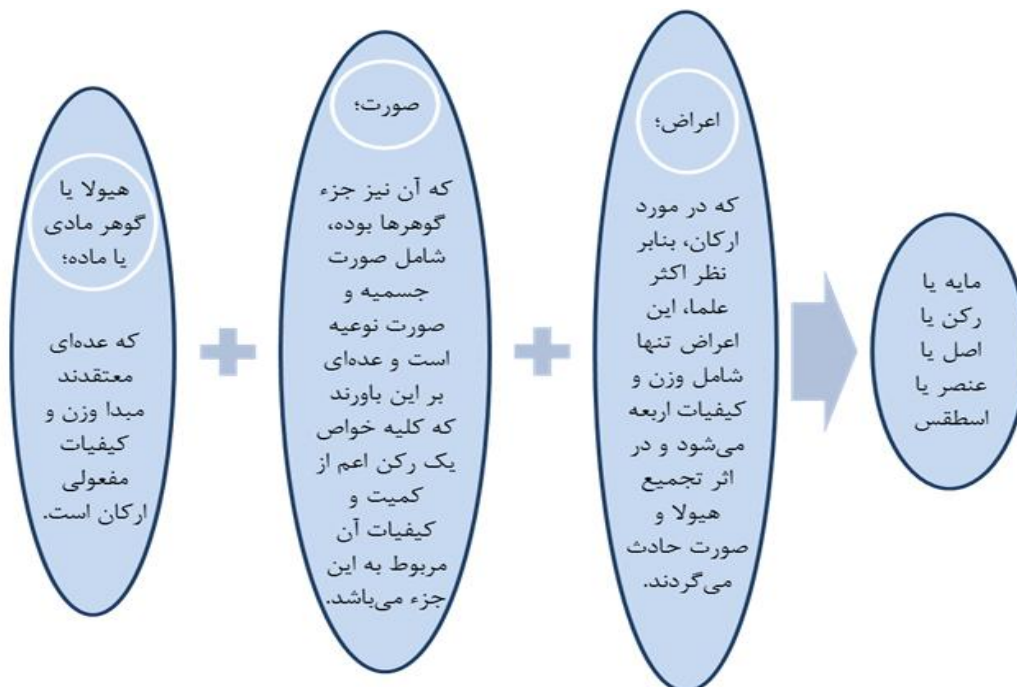 هیولا یا
گوهر مادی
یا ماده؛
که عده‌ای
معتقدند
مبدا وزن و
کیفیات
مفعولی
ارکان است.
صورت؛
که آن نیز جزء
گوهرها بوده،
شامل صورت
جسمیه و
صورت نوعیه
است و عده‌ای
بر این باورند
که کلیه خواص
یک رکن اعم از
کمیت و
کیفیات آن
مربوط به این
جزء می‌باشد.
اعراض؛
که در مورد
ارکان، بنابر
نظر اکثر
علما، این
اعراض تنها
شامل وزن و
کیفیات اربعه
می‌شود و در
اثر تجمیع
هیولا و
صورت حادث
می‌گردند.
مایه یا
رکن یا
اصل یا
عنصر یا
اسطقس